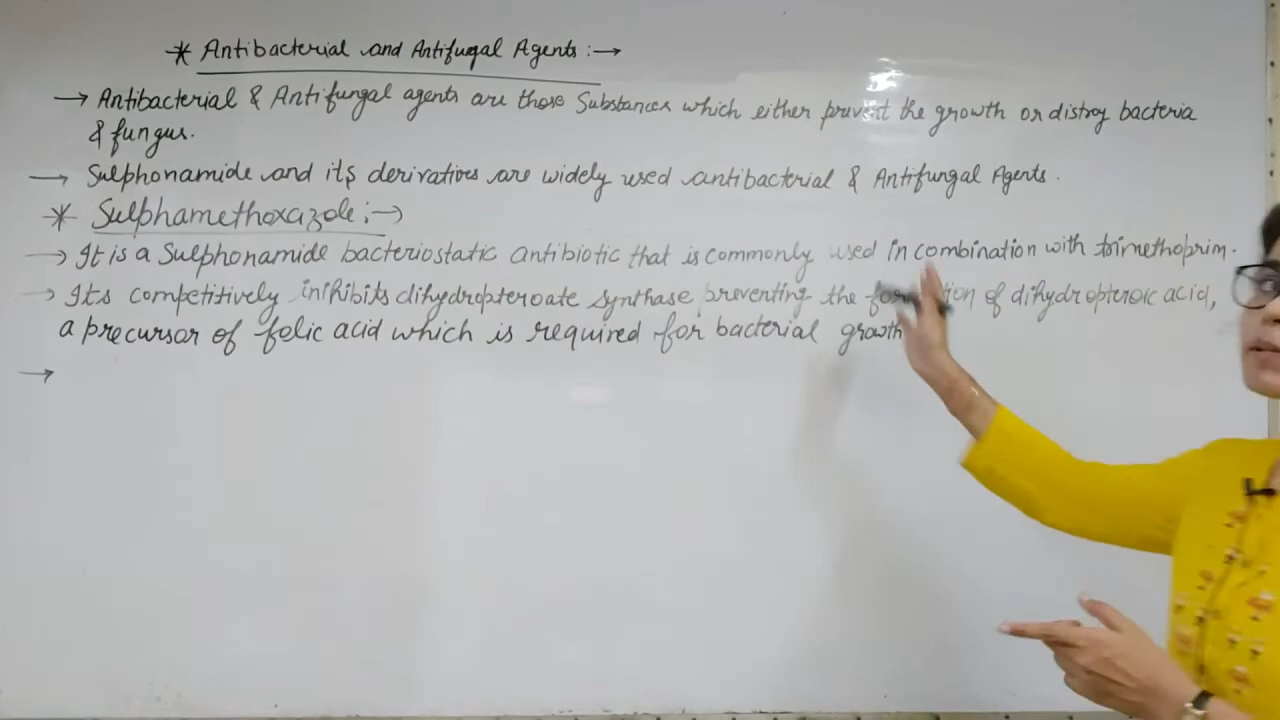 * Antibacterial and Antifungal Agents :→
→ Antibacterial & Antifungal agents are those Substances which either prevent the growth or distroy bacteria
& fungus.
→ Sulphonamide and its derivatives are widely used antibacterial & Antifungal Agents.
* Sulphamethoxazole :→
→ It is a Sulphonamide bacteriostatic antibiotic that is commonly used in combination with trimethoprim.
→ Its competitively inihibits dihydropteroate synthase preventing the formation of dihydropteroic acid,
a precursor of folic acid which is required for bacterial growth
→